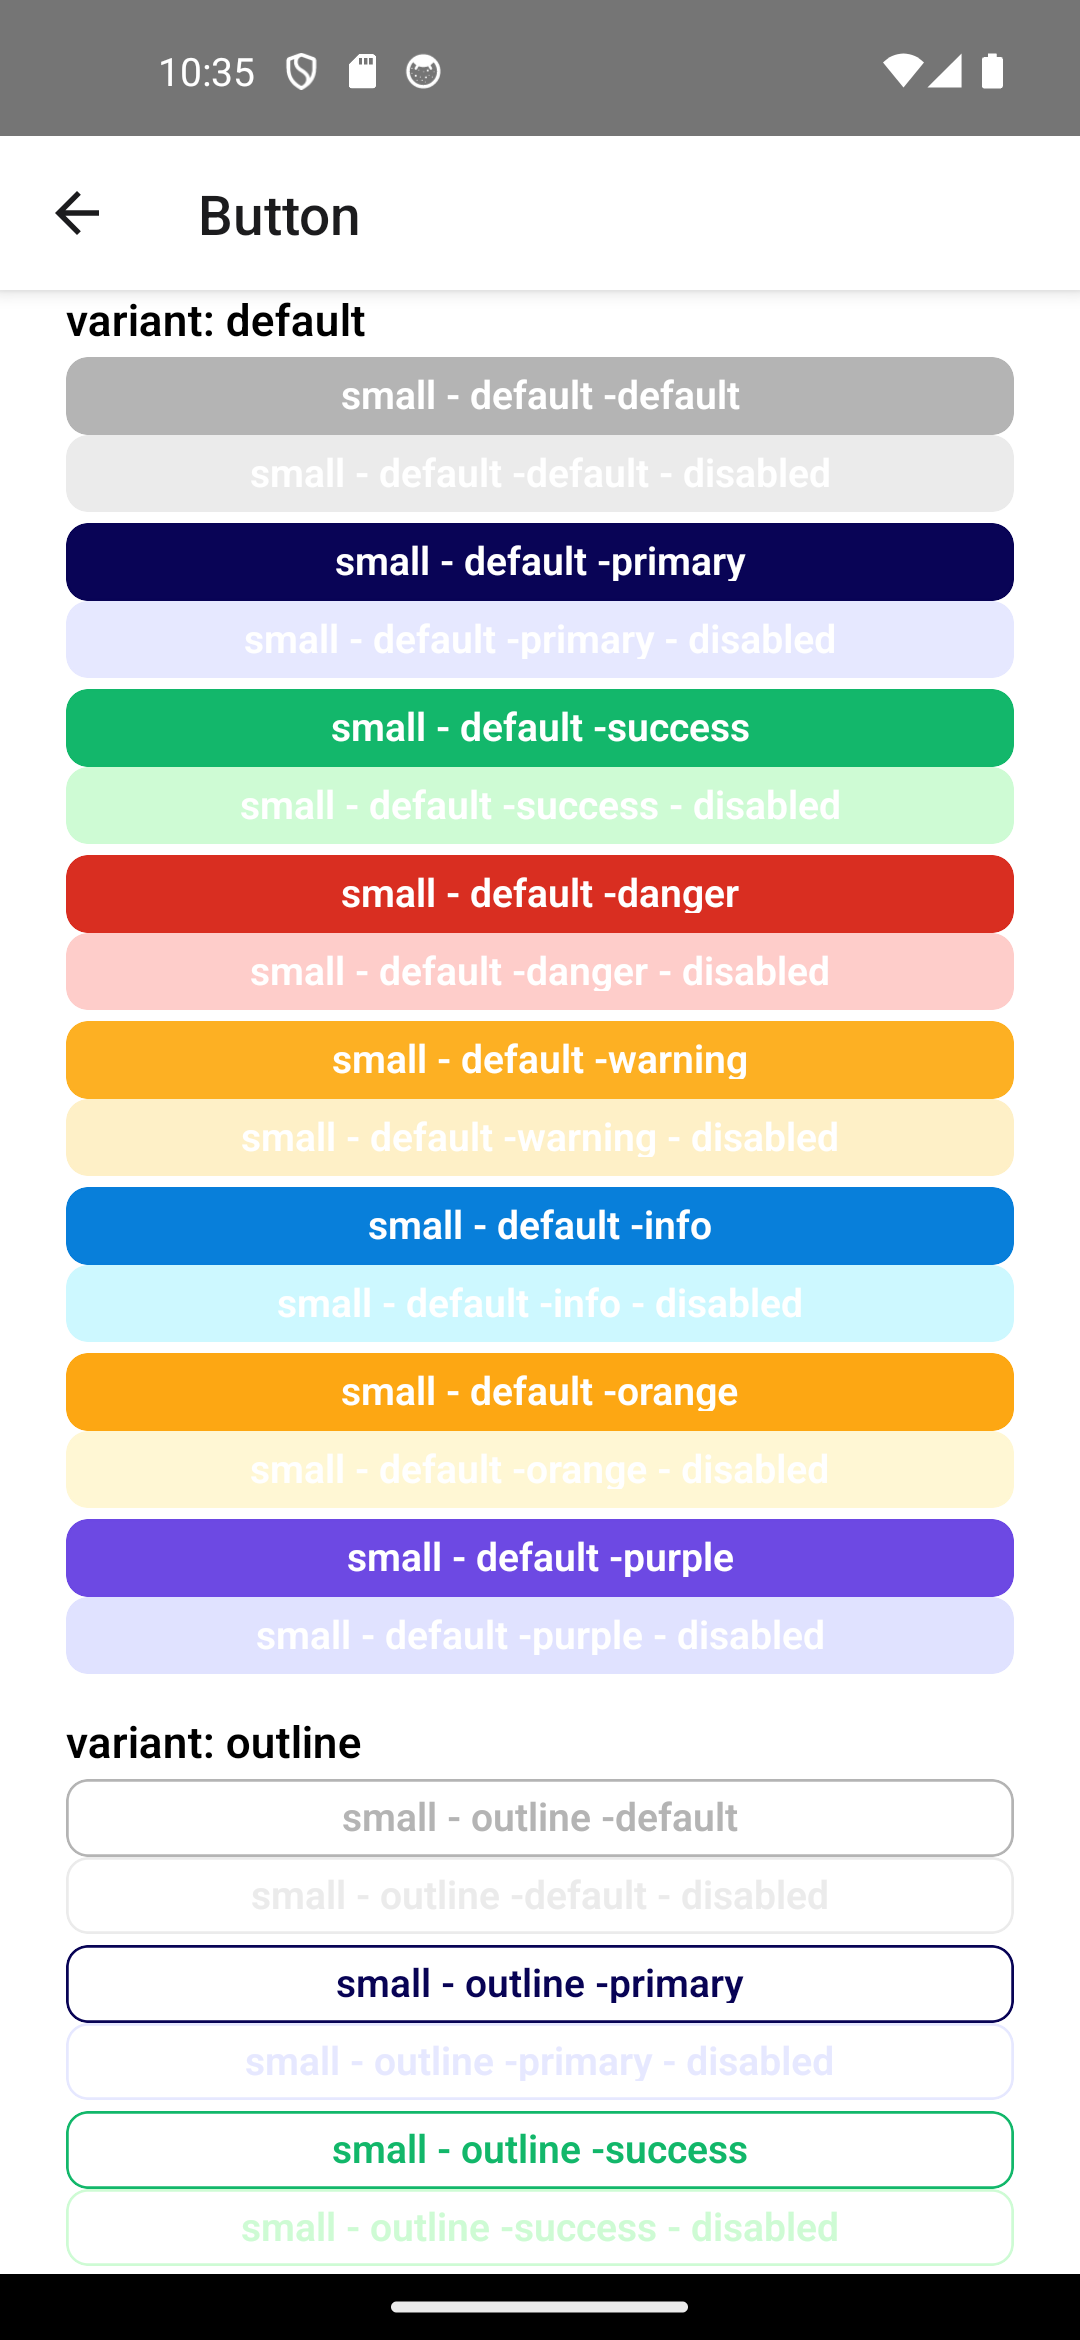 10:35
Button
variant: default
small - default -default
small - default -default - disabled
small - default -primary
small - default -primary - disabled
small - default -success
small - default -success - disabled
small - default -danger
small - default -danger - disabled
small - default -warning
small - default -warning - disabled
small - default -info
small - default -info - disabled
small - default -orange
small - default -orange - disabled
small - default -purple
small - default -purple - disabled
variant: outline
small - outline -default
small - outline -default - disabled
small - outline -primary
small - outline -primary - disabled
small - outline -success
small - outline -success - disabled